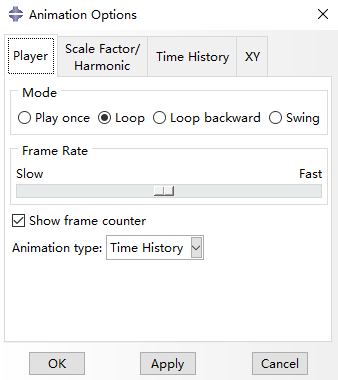 Animation Options
Player
Scale Factor/
Harmonic
Time History
XY
Mode
Play once
Loop
Loop backward
Swing
Frame Rate
Slow
Fast
Show frame counter
Animation type: Time History
OK
Apply
Cancel